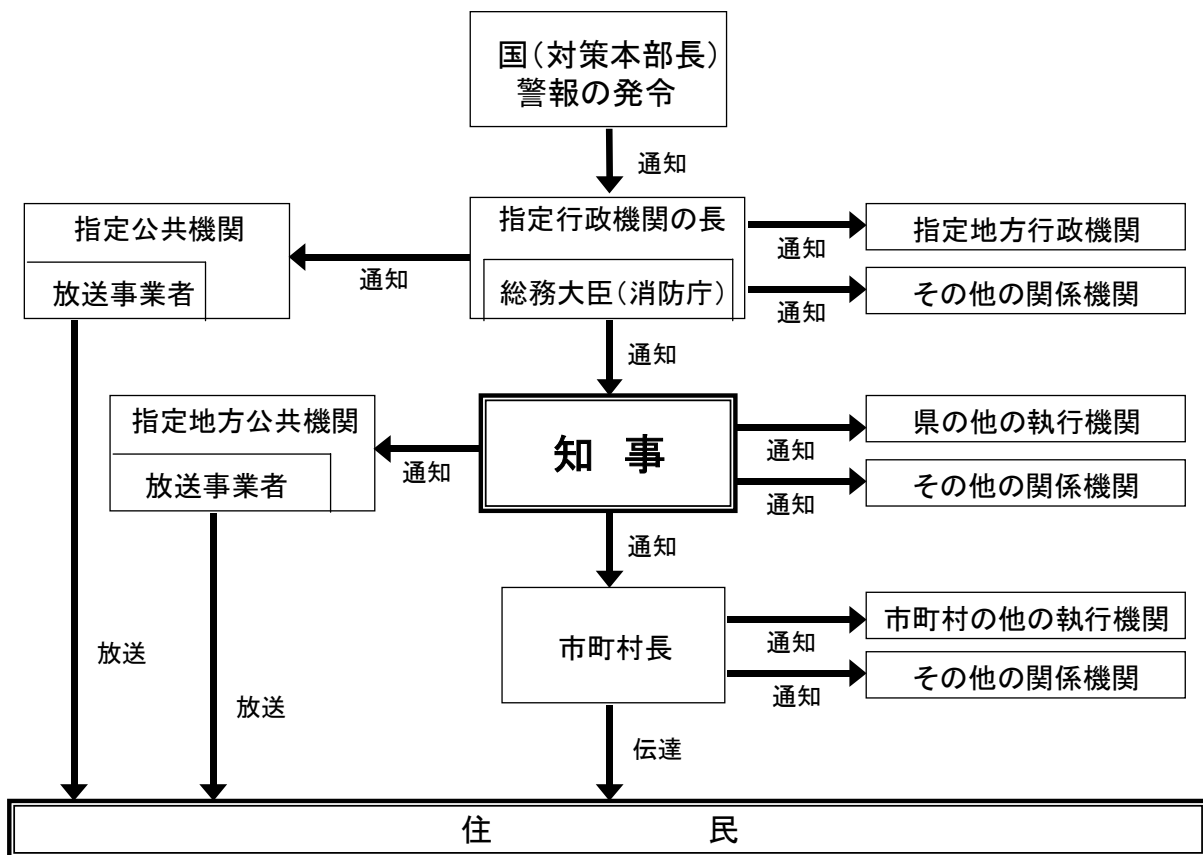 国(対策本部長)
警報の発令
通知
指定公共機関
放送事業者
通知
指定行政機関の長
総務大臣(消防庁)
通知
指定地方行政機関
通知
その他の関係機関
通知
指定地方公共機関
放送事業者
通知
知 事
通知
県の他の執行機関
通知
その他の関係機関
通知
市町村長
通知
市町村の他の執行機関
通知
その他の関係機関
放送
放送
伝達
住 民